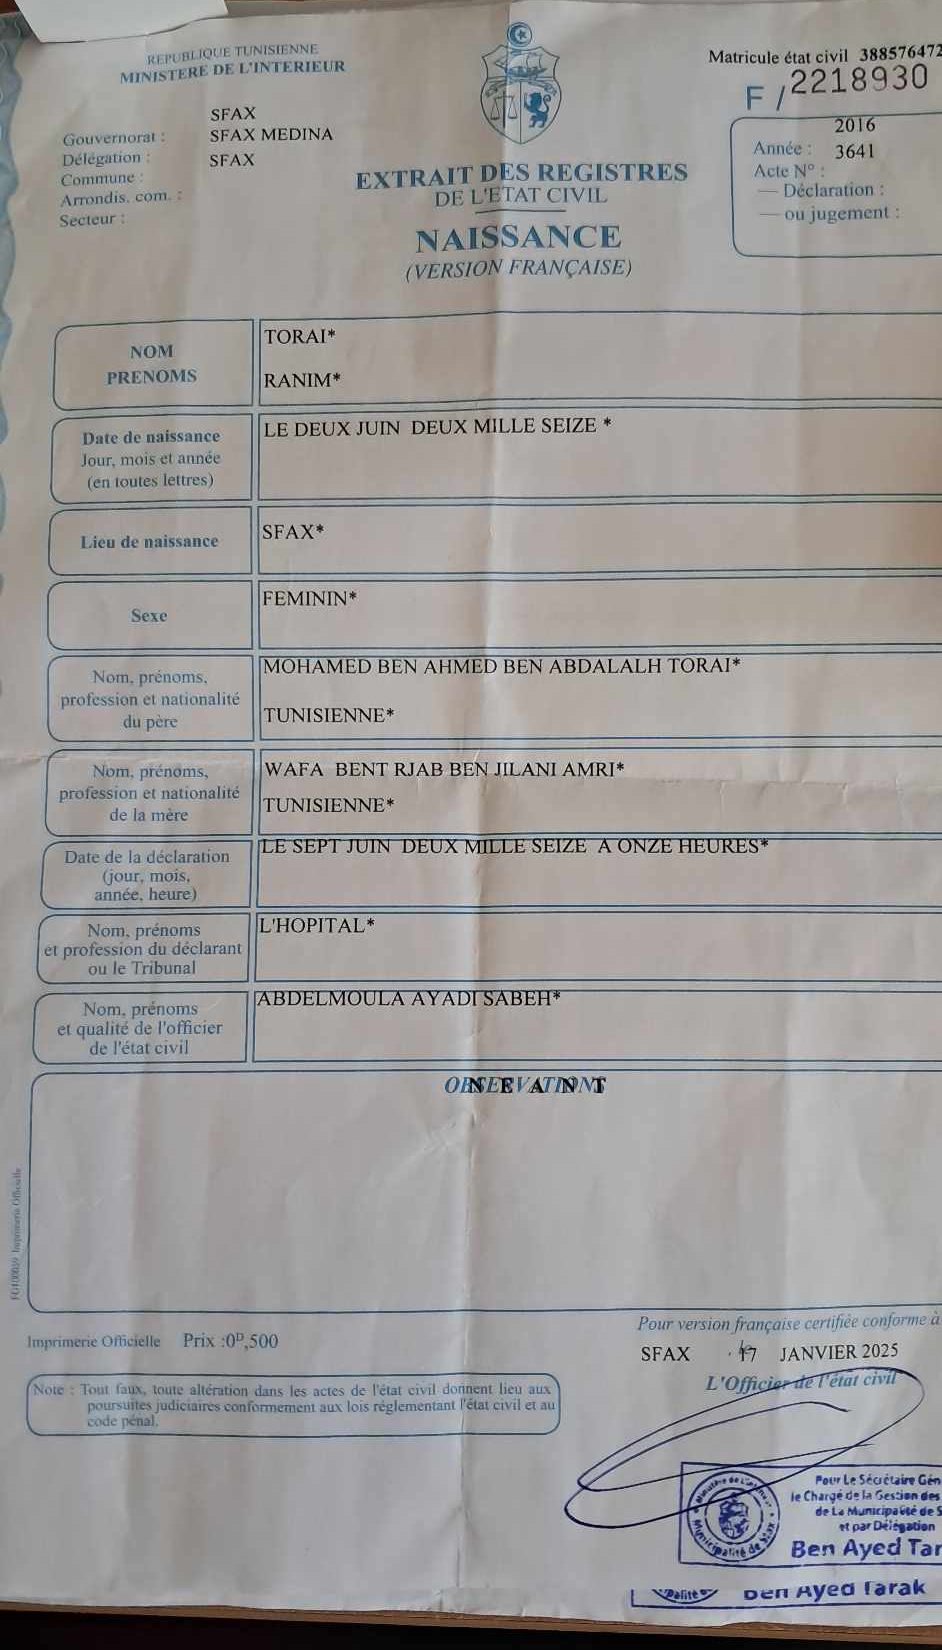 REPUBLIQUE TUNISIENNE
MINISTERE DE L'INTERIEUR
Matricule état civil 388576472
F / 2218930
SFAX
Gouvernorat : SFAX MEDINA
Délégation : SFAX
Commune :
Arrondis. com. :
Secteur :
2016
Année : 3641
Acte N° :
— Déclaration :
— ou jugement :
EXTRAIT DES REGISTRES
DE L'ETAT CIVIL
NAISSANCE
(VERSION FRANÇAISE)
NOM
PRENOMS
TORAI*
RANIM*
Date de naissance
Jour, mois et année
(en toutes lettres)
LE DEUX JUIN DEUX MILLE SEIZE *
Lieu de naissance
SFAX*
Sexe
FEMININ*
Nom, prénoms,
profession et nationalité
du père
MOHAMED BEN AHMED BEN ABDALALH TORAI*
TUNISIENNE*
Nom, prénoms,
profession et nationalité
de la mère
WAFA BENT RJAB BEN JILANI AMRI*
TUNISIENNE*
Date de la déclaration
(jour, mois,
année, heure)
LE SEPT JUIN DEUX MILLE SEIZE A ONZE HEURES*
Nom, prénoms
et profession du déclarant
ou le Tribunal
L'HOPITAL*
Nom, prénoms
et qualité de l'officier
de l'état civil
ABDELMOULA AYADI SABEH*
OBSERVATIONS
N E A N T
Imprimerie Officielle
Imprimerie Officielle Prix :0ᴰ,500
Note : Tout faux, toute altération dans les actes de l'état civil donnent lieu aux
poursuites judiciaires conformement aux lois réglementant l'état civil et au
code pénal.
Pour version française certifiée conforme à
SFAX 17 JANVIER 2025
L'Officier de l'état civil
Municipalité de Sfax
Pour Le Sécrétaire Gén
le Chargé de la Gestion des
de La Municipalité de S
et par Délégation
Ben Ayed Tar
Ben Ayed Tarak